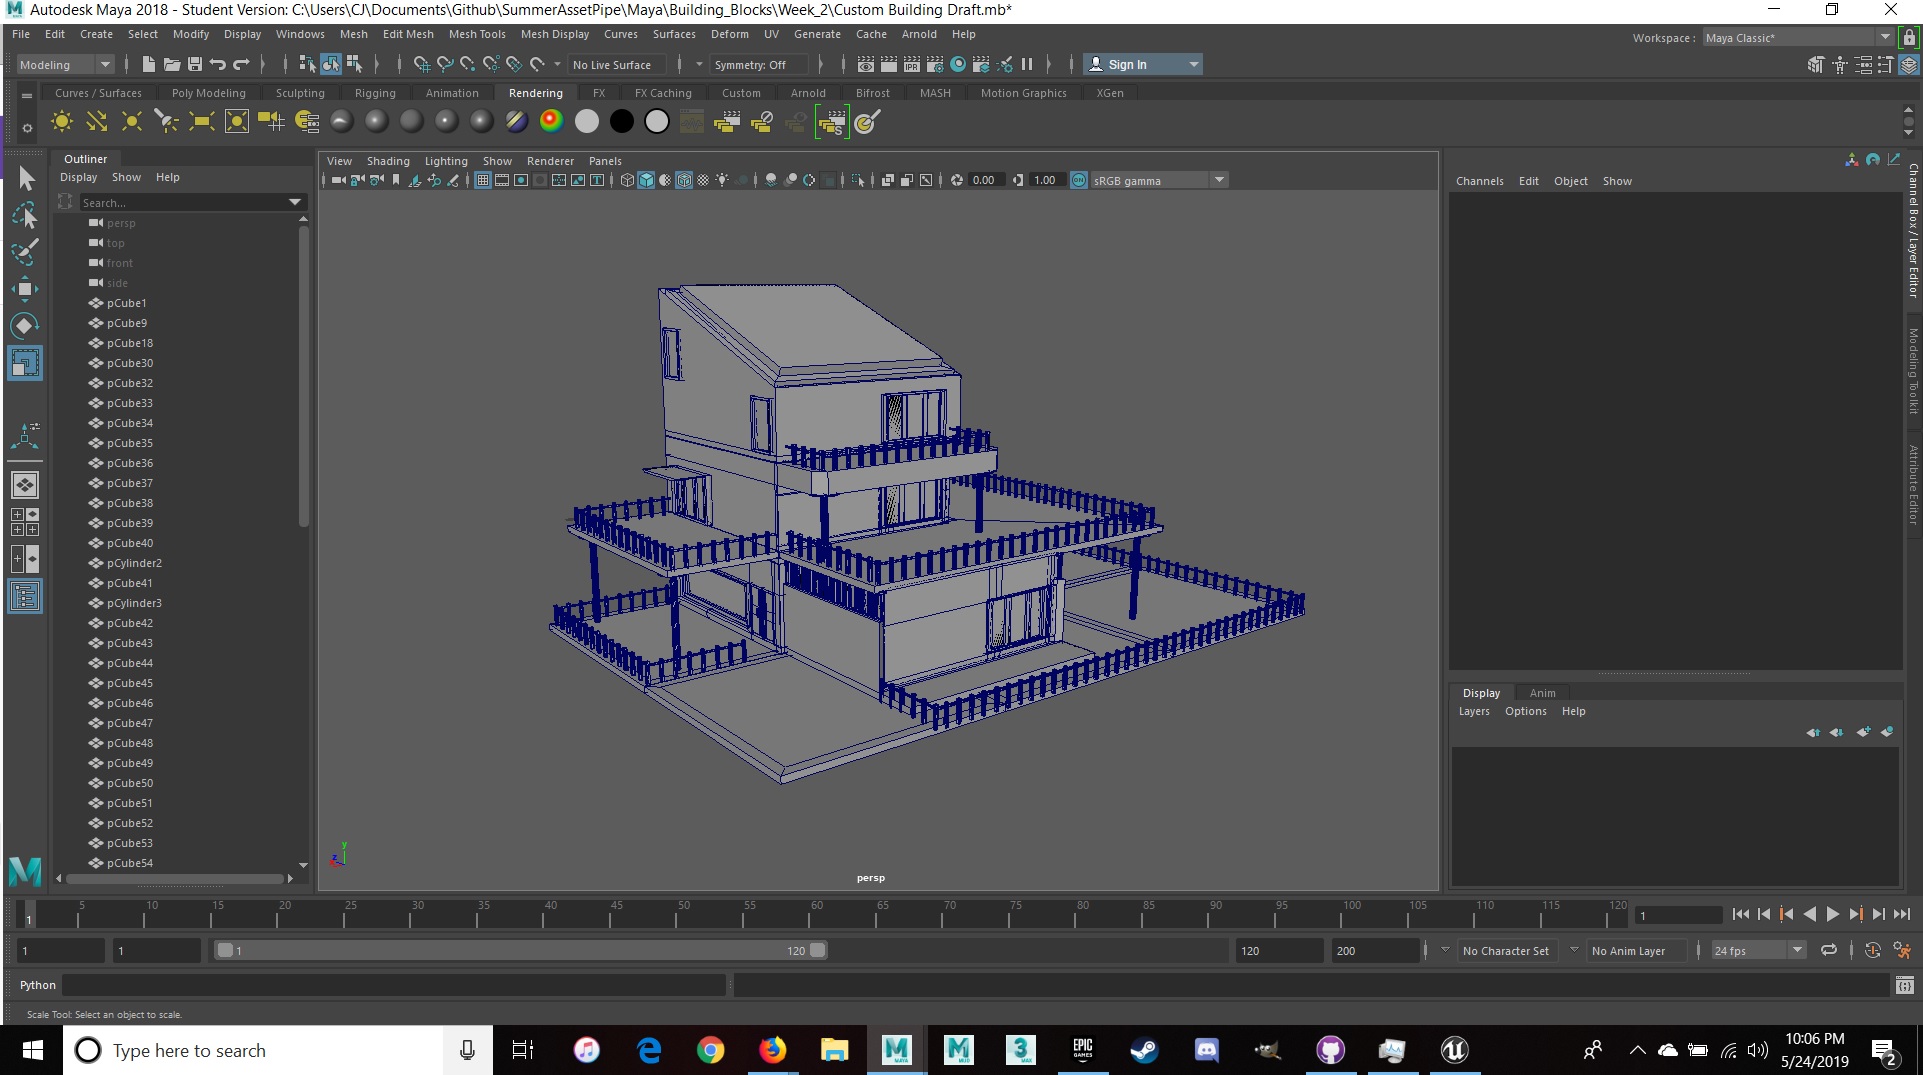 Autodesk Maya 2018 - Student Version: C:\Users\CJ\Documents\Github\SummerAssetPipe\Maya\Building_Blocks\Week_2\Custom Building Draft.mb*
File Edit Create Select Modify Display Windows Mesh Edit Mesh Mesh Tools Mesh Display Curves Surfaces Deform UV Generate Cache Arnold Help
Workspace : Maya Classic*
Modeling No Live Surface Symmetry: Off IPR Sign In
Curves / Surfaces Poly Modeling Sculpting Rigging Animation Rendering FX FX Caching Custom Arnold Bifrost MASH Motion Graphics XGen
S
Outliner
Display Show Help
Search...
persp
top
front
side
pCube1
pCube9
pCube18
pCube30
pCube32
pCube33
pCube34
pCube35
pCube36
pCube37
pCube38
pCube39
pCube40
pCylinder2
pCube41
pCylinder3
pCube42
pCube43
pCube44
pCube45
pCube46
pCube47
pCube48
pCube49
pCube50
pCube51
pCube52
pCube53
pCube54
View Shading Lighting Show Renderer Panels
0.00 1.00 ON sRGB gamma
y
z
persp
Channels Edit Object Show
Channel Box / Layer Editor
Modeling Toolkit
Attribute Editor
Display Anim
Layers Options Help
1 5 10 15 20 25 30 35 40 45 50 55 60 65 70 75 80 85 90 95 100 105 110 115 120 1
1 1 1 120 120 200 No Character Set No Anim Layer 24 fps
Python
Scale Tool: Select an object to scale.
Type here to search
M MAYA M MUD 3 MAX EPIC GAMES
10:06 PM
5/24/2019
2